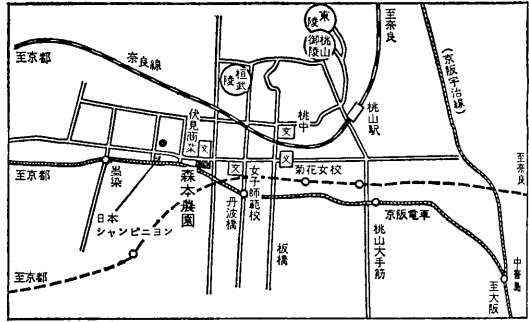 至京都
奈良線
桃山東陵
桃山御陵
桓武陵
至奈良
(京阪宇治線)
桃中
桃山駅
伏見商業
文
文
文
文
菊花女校
至奈良
至京都
墨染
森本農園
女子師範校
丹波橋
板橋
京阪電車
桃山大手筋
日本
シャンピニヨン
至京都
中書島
至大阪